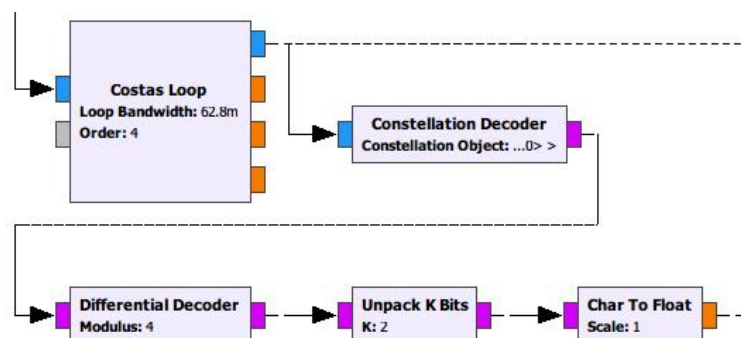 Costas Loop
Loop Bandwidth: 62.8m
Order: 4
Constellation Decoder
Constellation Object: ...0> >
Differential Decoder
Modulus: 4
Unpack K Bits
K: 2
Char To Float
Scale: 1